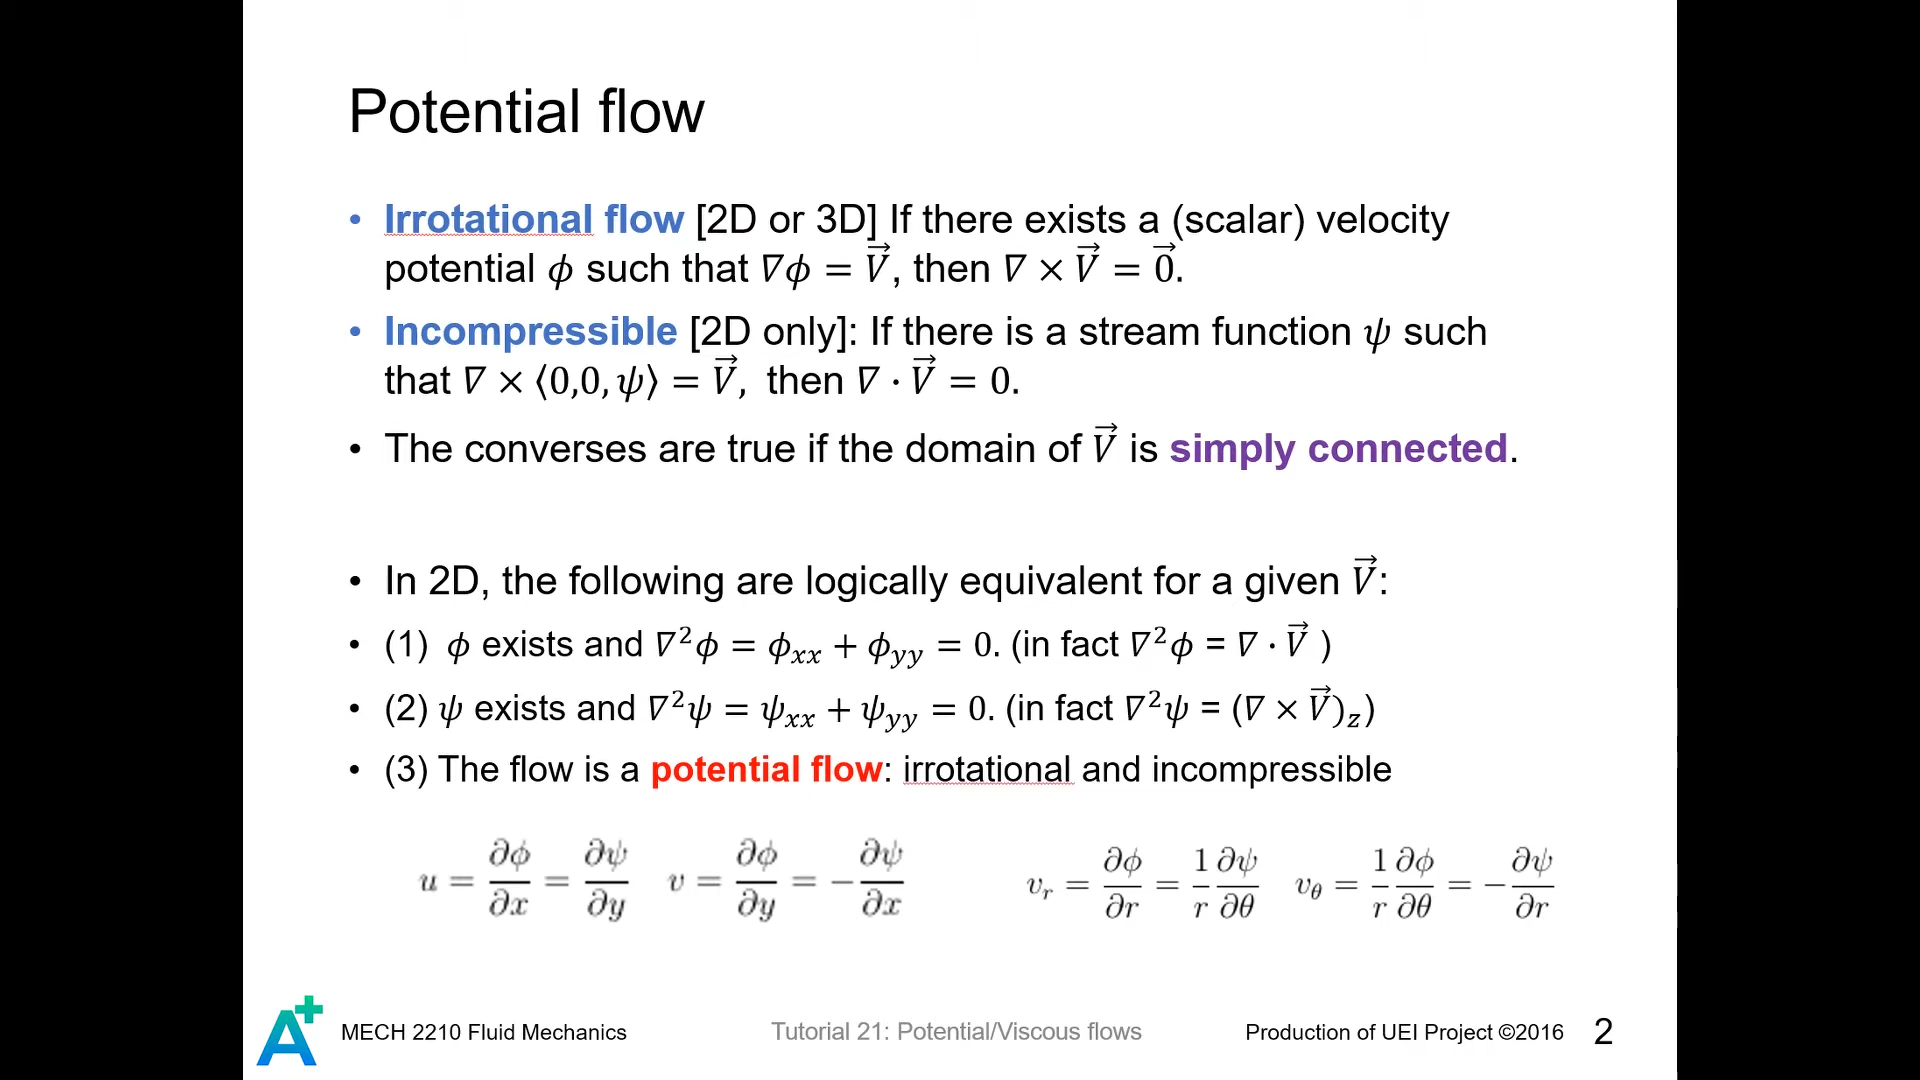 Potential flow
• Irrotational flow [2D or 3D] If there exists a (scalar) velocity
potential ϕ such that ∇ϕ = V⃗, then ∇ × V⃗ = 0⃗.
• Incompressible [2D only]: If there is a stream function ψ such
that ∇ × ⟨0,0,ψ⟩ = V⃗, then ∇ · V⃗ = 0.
• The converses are true if the domain of V⃗ is simply connected.
• In 2D, the following are logically equivalent for a given V⃗:
• (1) ϕ exists and ∇²ϕ = ϕₓₓ + ϕ_yy = 0. (in fact ∇²ϕ = ∇ · V⃗ )
• (2) ψ exists and ∇²ψ = ψₓₓ + ψ_yy = 0. (in fact ∇²ψ = (∇ × V⃗)_z)
• (3) The flow is a potential flow: irrotational and incompressible
u = ∂ϕ/∂x = ∂ψ/∂y v = ∂ϕ/∂y = −∂ψ/∂x v_r = ∂ϕ/∂r = 1/r ∂ψ/∂θ v_θ = 1/r ∂ϕ/∂θ = −∂ψ/∂r
A+ MECH 2210 Fluid Mechanics Tutorial 21: Potential/Viscous flows Production of UEI Project ©2016 2